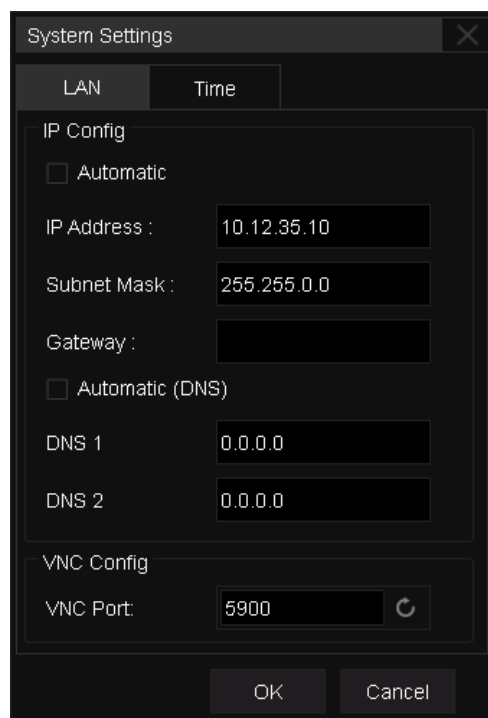 System Settings
LAN Time
IP Config
Automatic
IP Address : 10.12.35.10
Subnet Mask : 255.255.0.0
Gateway :
Automatic (DNS)
DNS 1 0.0.0.0
DNS 2 0.0.0.0
VNC Config
VNC Port: 5900
OK Cancel